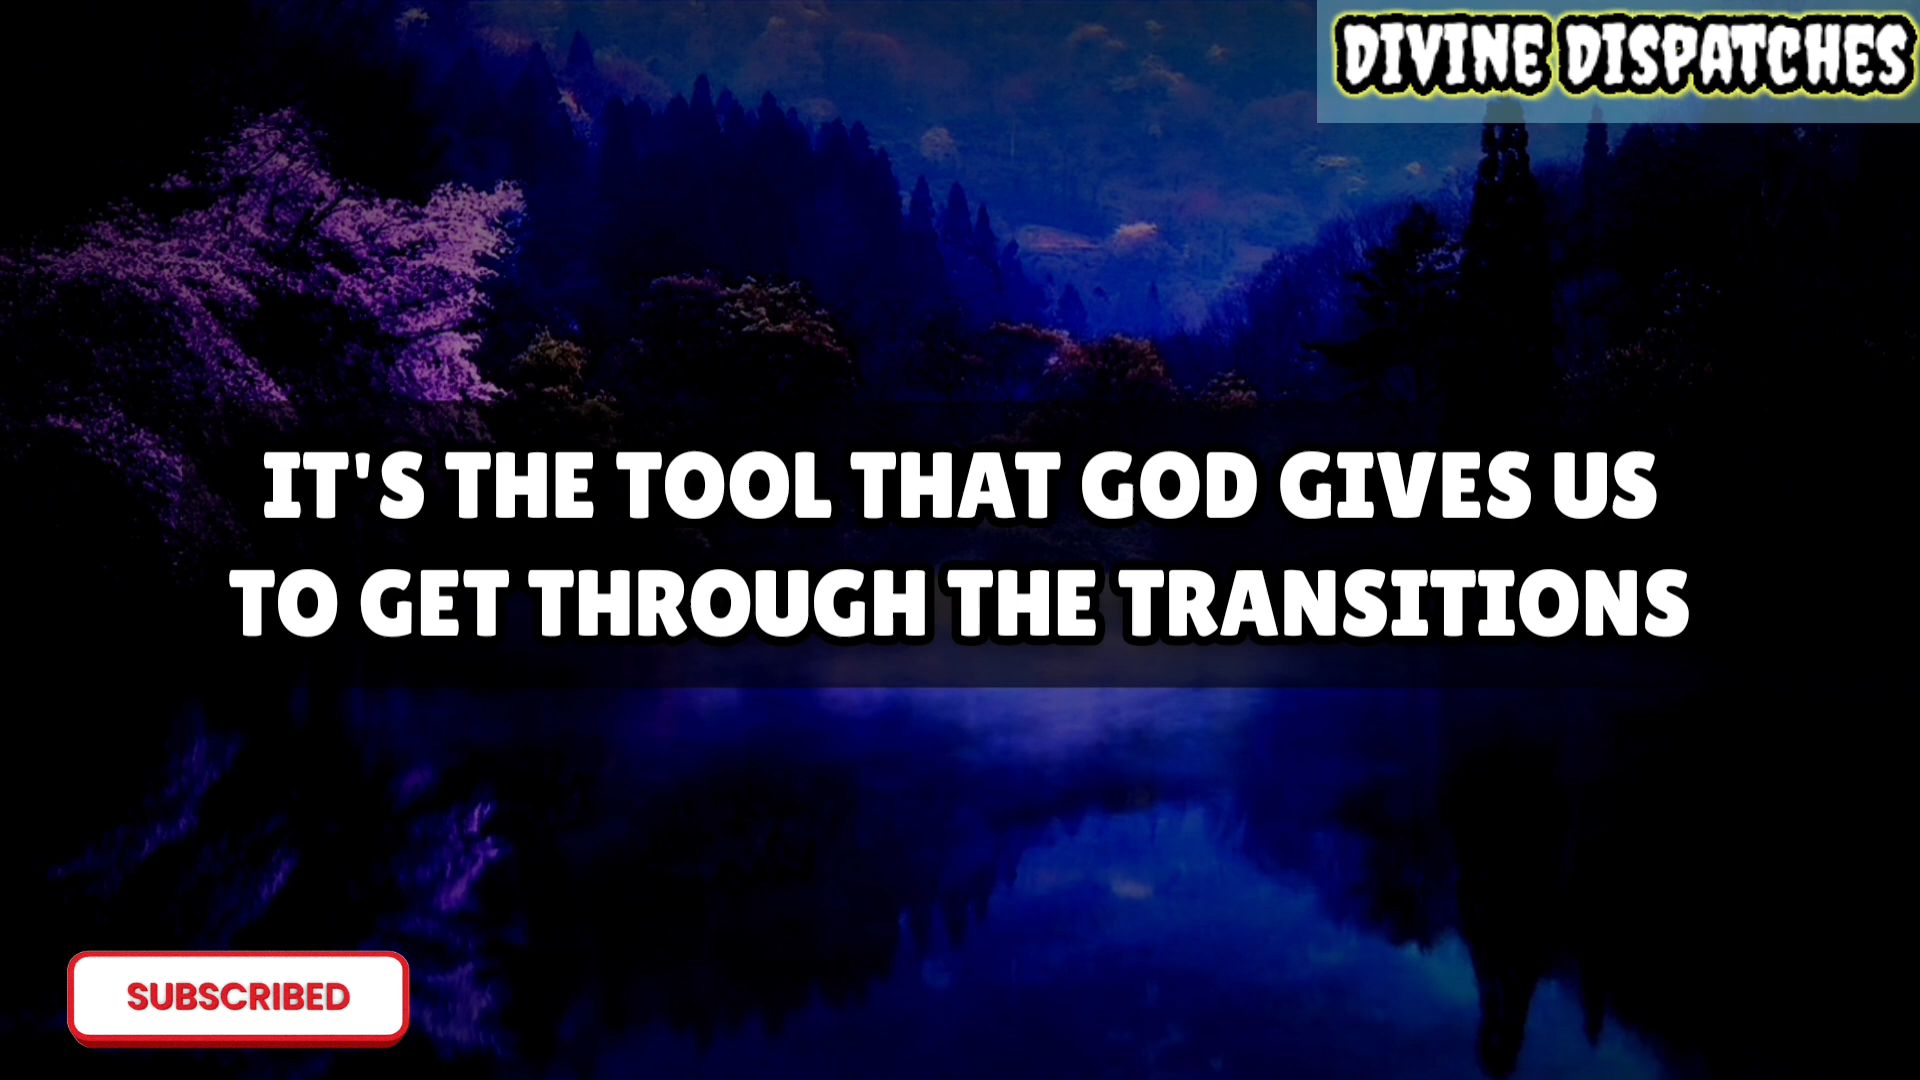 DIVINE DISPATCHES
IT'S THE TOOL THAT GOD GIVES US
TO GET THROUGH THE TRANSITIONS
SUBSCRIBED